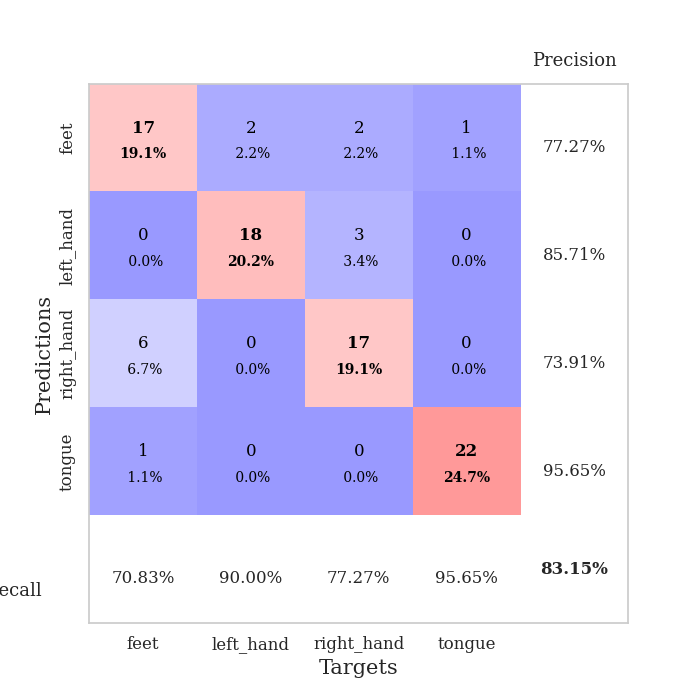 Precision
feet 17 2 2 1 77.27%
19.1% 2.2% 2.2% 1.1%
left_hand 0 18 3 0 85.71%
0.0% 20.2% 3.4% 0.0%
Predictions
right_hand 6 0 17 0 73.91%
6.7% 0.0% 19.1% 0.0%
tongue 1 0 0 22 95.65%
1.1% 0.0% 0.0% 24.7%
ecall 70.83% 90.00% 77.27% 95.65% 83.15%
feet left_hand right_hand tongue
Targets